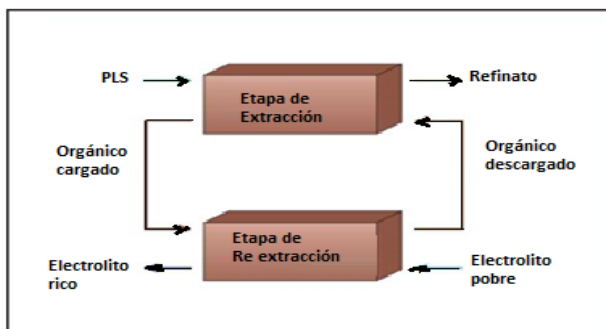 PLS
Refinato
Etapa de
Extracción
Orgánico
cargado
Orgánico
descargado
Etapa de
Re extracción
Electrolito
rico
Electrolito
pobre